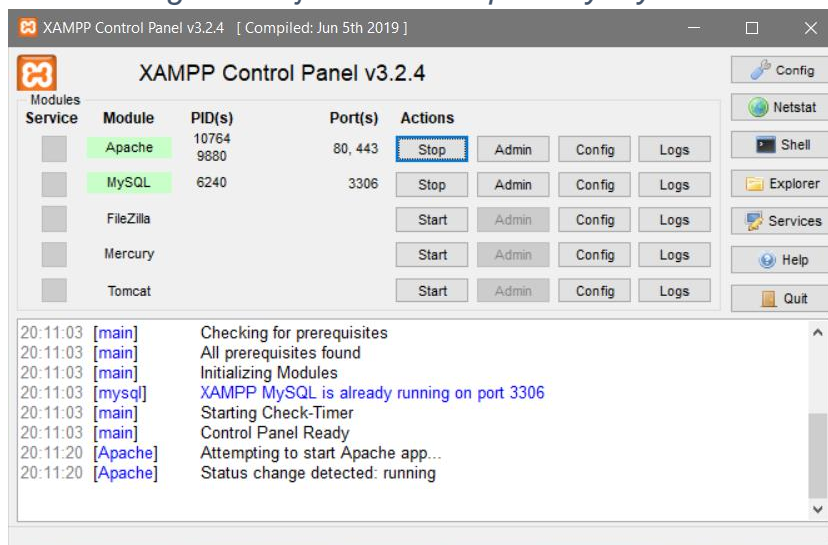 XAMPP Control Panel v3.2.4 [ Compiled: Jun 5th 2019 ]
XAMPP Control Panel v3.2.4
Modules
Service Module PID(s) Port(s) Actions
Apache 10764 9880 80, 443 Stop Admin Config Logs
MySQL 6240 3306 Stop Admin Config Logs
FileZilla Start Admin Config Logs
Mercury Start Admin Config Logs
Tomcat Start Admin Config Logs
Config
Netstat
Shell
Explorer
Services
Help
Quit
20:11:03 [main] Checking for prerequisites
20:11:03 [main] All prerequisites found
20:11:03 [main] Initializing Modules
20:11:03 [mysql] XAMPP MySQL is already running on port 3306
20:11:03 [main] Starting Check-Timer
20:11:03 [main] Control Panel Ready
20:11:20 [Apache] Attempting to start Apache app...
20:11:20 [Apache] Status change detected: running